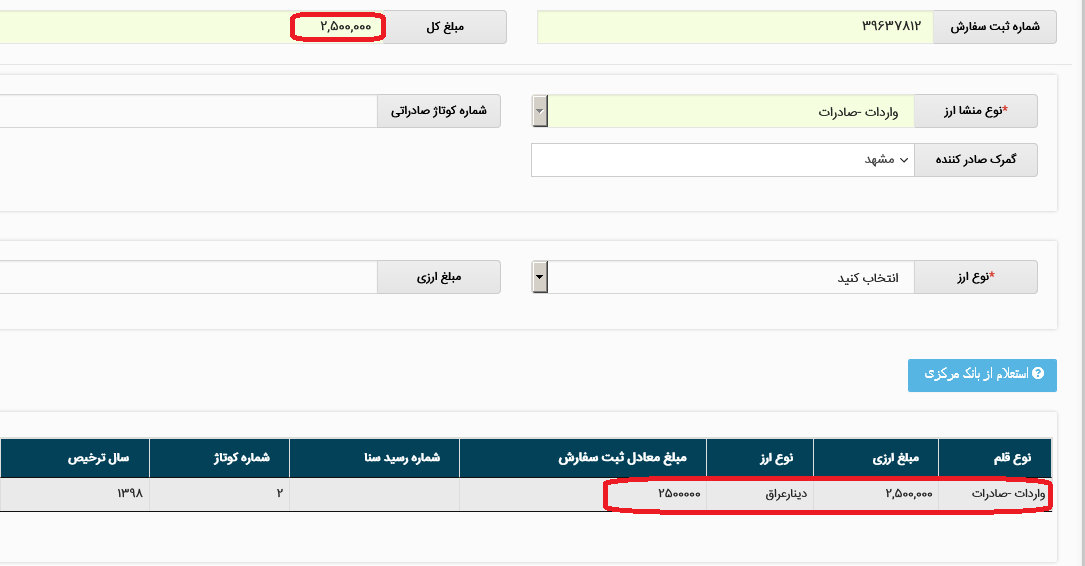 شماره ثبت سفارش ۳۹۶۳۷۸۱۲ مبلغ کل ۲,۵۰۰,۰۰۰
*نوع منشا ارز واردات -صادرات شماره کوتاژ صادراتی
گمرک صادر کننده مشهد
*نوع ارز انتخاب کنید مبلغ ارزی
استعلام از بانک مرکزی
نوع قلم مبلغ ارزی نوع ارز مبلغ معادل ثبت سفارش شماره رسید سنا شماره کوتاژ سال ترخیص
واردات -صادرات ۲,۵۰۰,۰۰۰ دینارعراق ۲۵۰۰۰۰۰ ۲ ۱۳۹۸